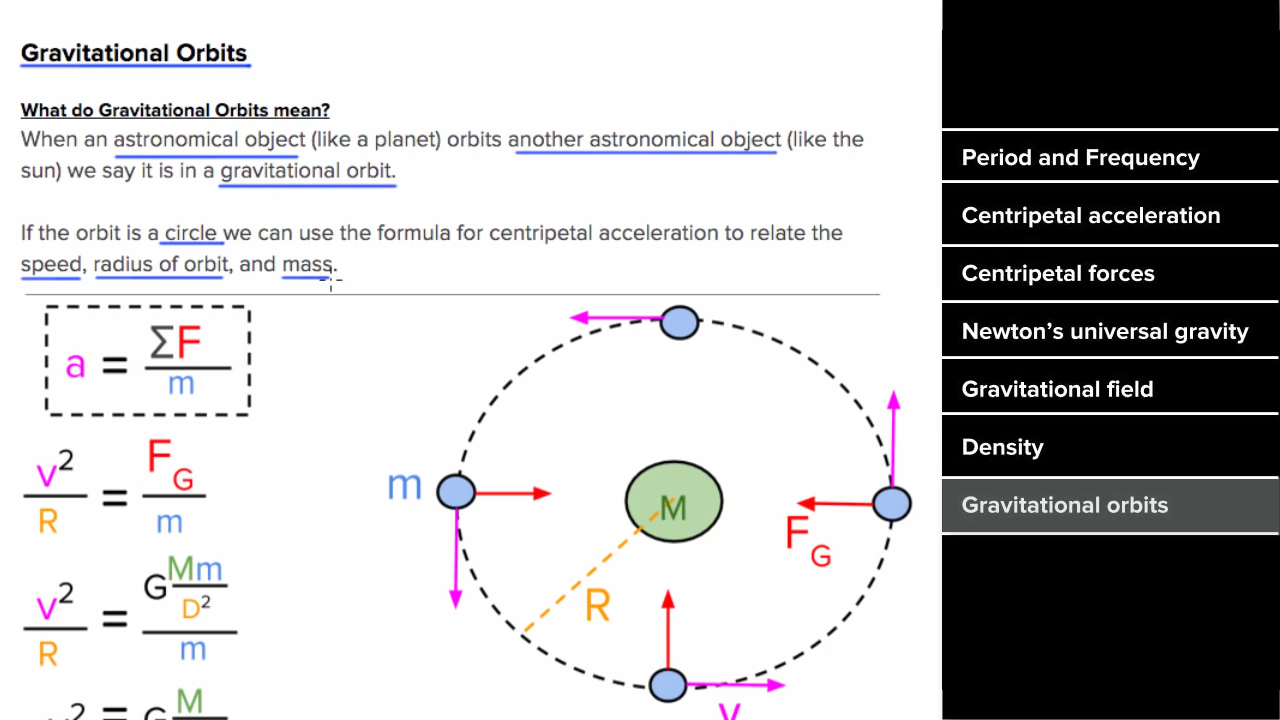 Gravitational Orbits
What do Gravitational Orbits mean?
When an astronomical object (like a planet) orbits another astronomical object (like the
sun) we say it is in a gravitational orbit.
If the orbit is a circle we can use the formula for centripetal acceleration to relate the
speed, radius of orbit, and mass.
a = ΣF / m
v² / R = F_G / m
v² / R = G Mm / D² / m
v² = G M
m
M
R
F_G
v
Period and Frequency
Centripetal acceleration
Centripetal forces
Newton’s universal gravity
Gravitational field
Density
Gravitational orbits